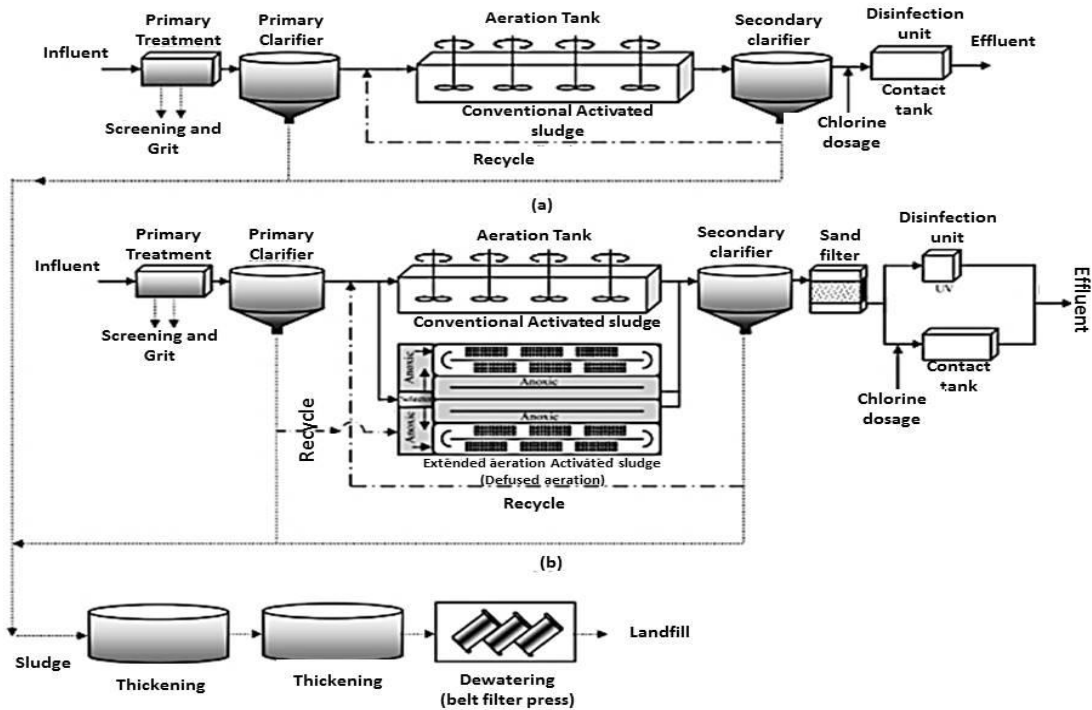 Primary
Treatment
Primary
Clarifier
Aeration Tank
Secondary
clarifier
Disinfection
unit
Influent
Effluent
Screening and
Grit
Conventional Activated
sludge
Contact
tank
Chlorine
dosage
Recycle
(a)
Primary
Treatment
Primary
Clarifier
Aeration Tank
Secondary
clarifier
Sand
filter
Disinfection
unit
Influent
UV
Effluent
Screening and
Grit
Conventional Activated sludge
Contact
tank
Chlorine
dosage
Anoxic
Anoxic
Anoxic
Anoxic
Recycle
Extended aeration Activated sludge
(Defused aeration)
Recycle
(b)
Sludge
Thickening
Thickening
Dewatering
(belt filter press)
Landfill